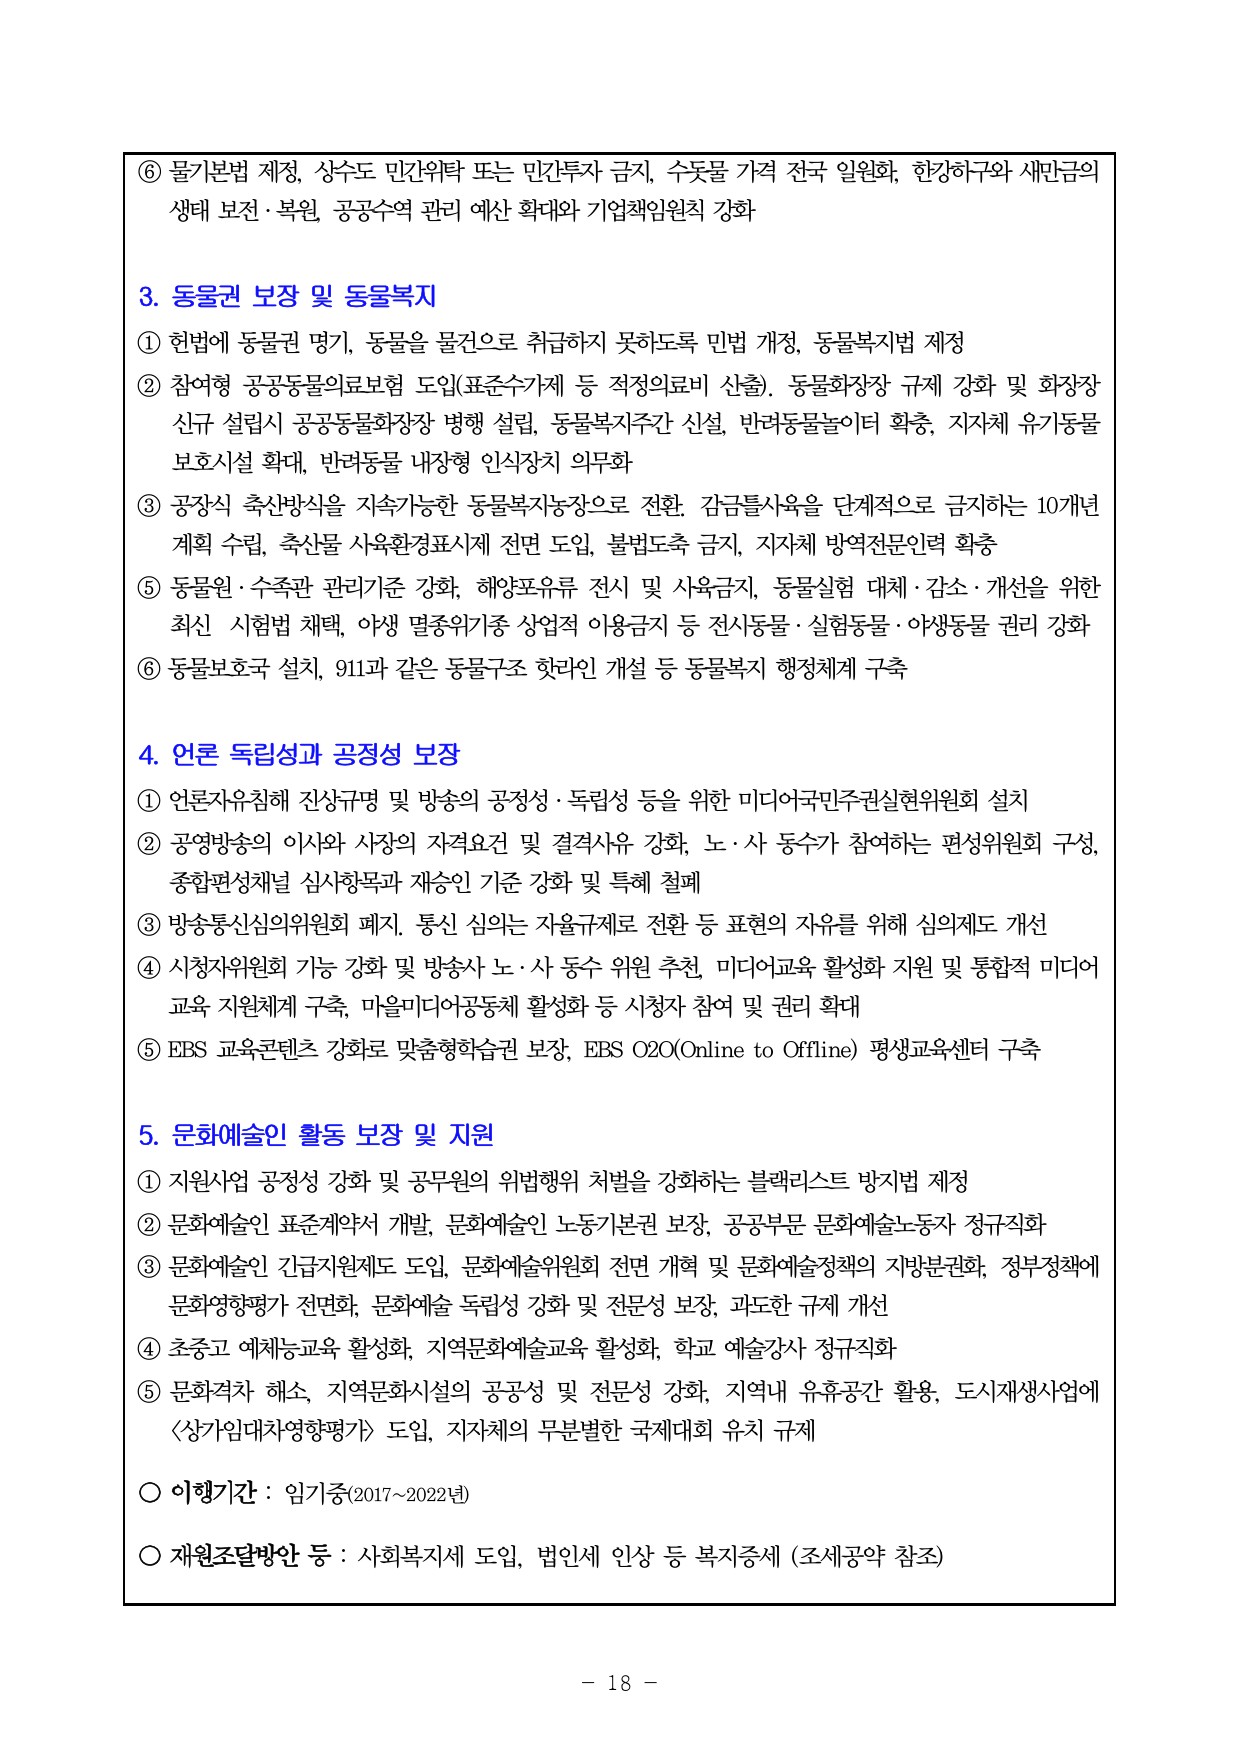 ⑥ 물기본법 제정, 상수도 민간위탁 또는 민간투자 금지, 수돗물 가격 전국 일원화, 한강하구와 새만금의
생태 보전·복원, 공공수역 관리 예산 확대와 기업책임원칙 강화
3. 동물권 보장 및 동물복지
① 헌법에 동물권 명기, 동물을 물건으로 취급하지 못하도록 민법 개정, 동물복지법 제정
② 참여형 공공동물의료보험 도입(표준수가제 등 적정의료비 산출). 동물화장장 규제 강화 및 화장장
신규 설립시 공공동물화장장 병행 설립, 동물복지주간 신설, 반려동물놀이터 확충, 지자체 유기동물
보호시설 확대, 반려동물 내장형 인식장치 의무화
③ 공장식 축산방식을 지속가능한 동물복지농장으로 전환. 감금틀사육을 단계적으로 금지하는 10개년
계획 수립, 축산물 사육환경표시제 전면 도입, 불법도축 금지, 지자체 방역전문인력 확충
⑤ 동물원·수족관 관리기준 강화, 해양포유류 전시 및 사육금지, 동물실험 대체·감소·개선을 위한
최신 시험법 채택, 야생 멸종위기종 상업적 이용금지 등 전시동물·실험동물·야생동물 권리 강화
⑥ 동물보호국 설치, 911과 같은 동물구조 핫라인 개설 등 동물복지 행정체계 구축
4. 언론 독립성과 공정성 보장
① 언론자유침해 진상규명 및 방송의 공정성·독립성 등을 위한 미디어국민주권실현위원회 설치
② 공영방송의 이사와 사장의 자격요건 및 결격사유 강화, 노·사 동수가 참여하는 편성위원회 구성,
종합편성채널 심사항목과 재승인 기준 강화 및 특혜 철폐
③ 방송통신심의위원회 폐지. 통신 심의는 자율규제로 전환 등 표현의 자유를 위해 심의제도 개선
④ 시청자위원회 기능 강화 및 방송사 노·사 동수 위원 추천, 미디어교육 활성화 지원 및 통합적 미디어
교육 지원체계 구축, 마을미디어공동체 활성화 등 시청자 참여 및 권리 확대
⑤ EBS 교육콘텐츠 강화로 맞춤형학습권 보장, EBS O2O(Online to Offline) 평생교육센터 구축
5. 문화예술인 활동 보장 및 지원
① 지원사업 공정성 강화 및 공무원의 위법행위 처벌을 강화하는 블랙리스트 방지법 제정
② 문화예술인 표준계약서 개발, 문화예술인 노동기본권 보장, 공공부문 문화예술노동자 정규직화
③ 문화예술인 긴급지원제도 도입, 문화예술위원회 전면 개혁 및 문화예술정책의 지방분권화, 정부정책에
문화영향평가 전면화, 문화예술 독립성 강화 및 전문성 보장, 과도한 규제 개선
④ 초중고 예체능교육 활성화, 지역문화예술교육 활성화, 학교 예술강사 정규직화
⑤ 문화격차 해소, 지역문화시설의 공공성 및 전문성 강화, 지역내 유휴공간 활용, 도시재생사업에
〈상가임대차영향평가〉 도입, 지자체의 무분별한 국제대회 유치 규제
○ 이행기간 : 임기중(2017~2022년)
○ 재원조달방안 등 : 사회복지세 도입, 법인세 인상 등 복지증세 (조세공약 참조)
- 18 -